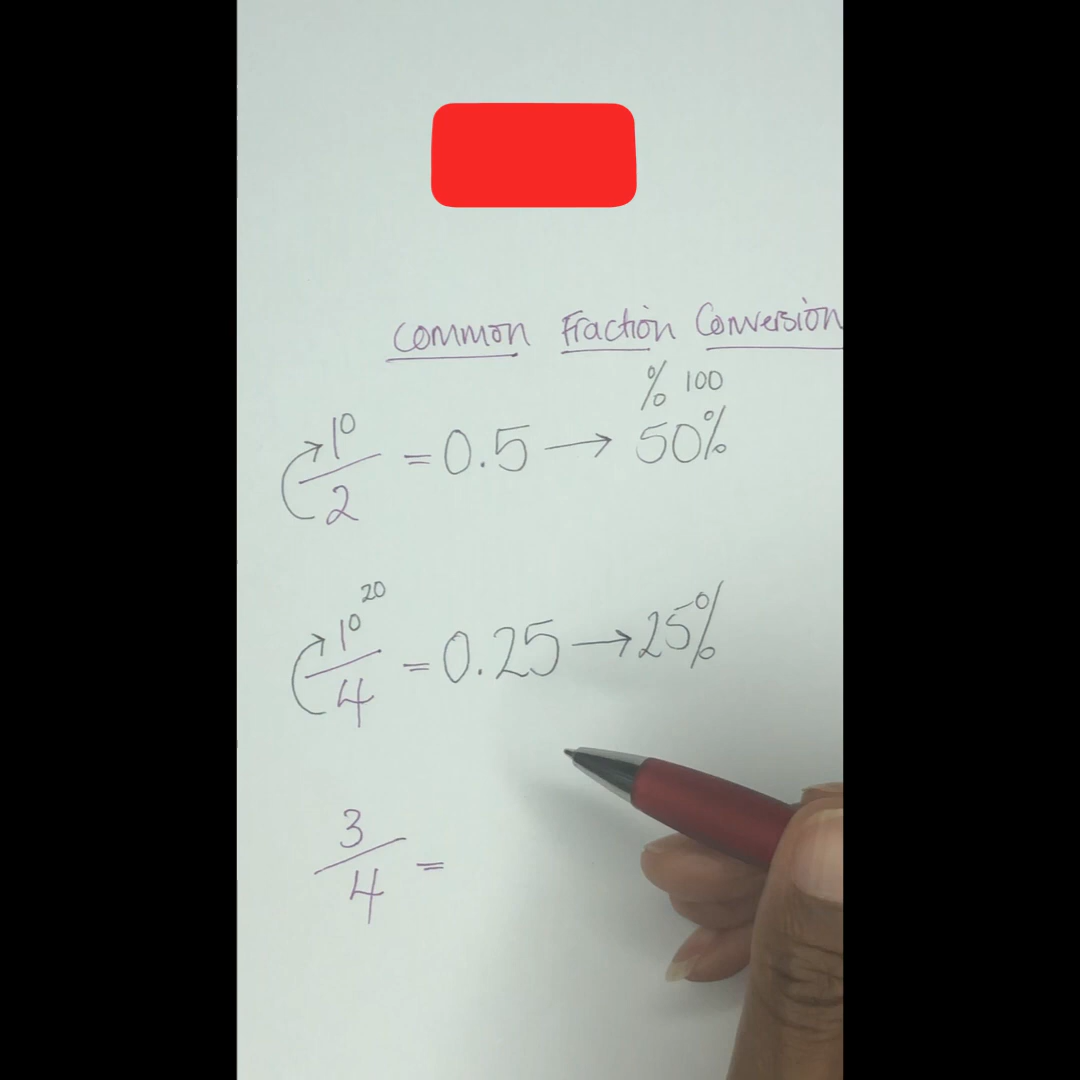 Common Fraction Conversion
% 100
10/2 = 0.5 → 50%
20
10/4 = 0.25 → 25%
3/4 =